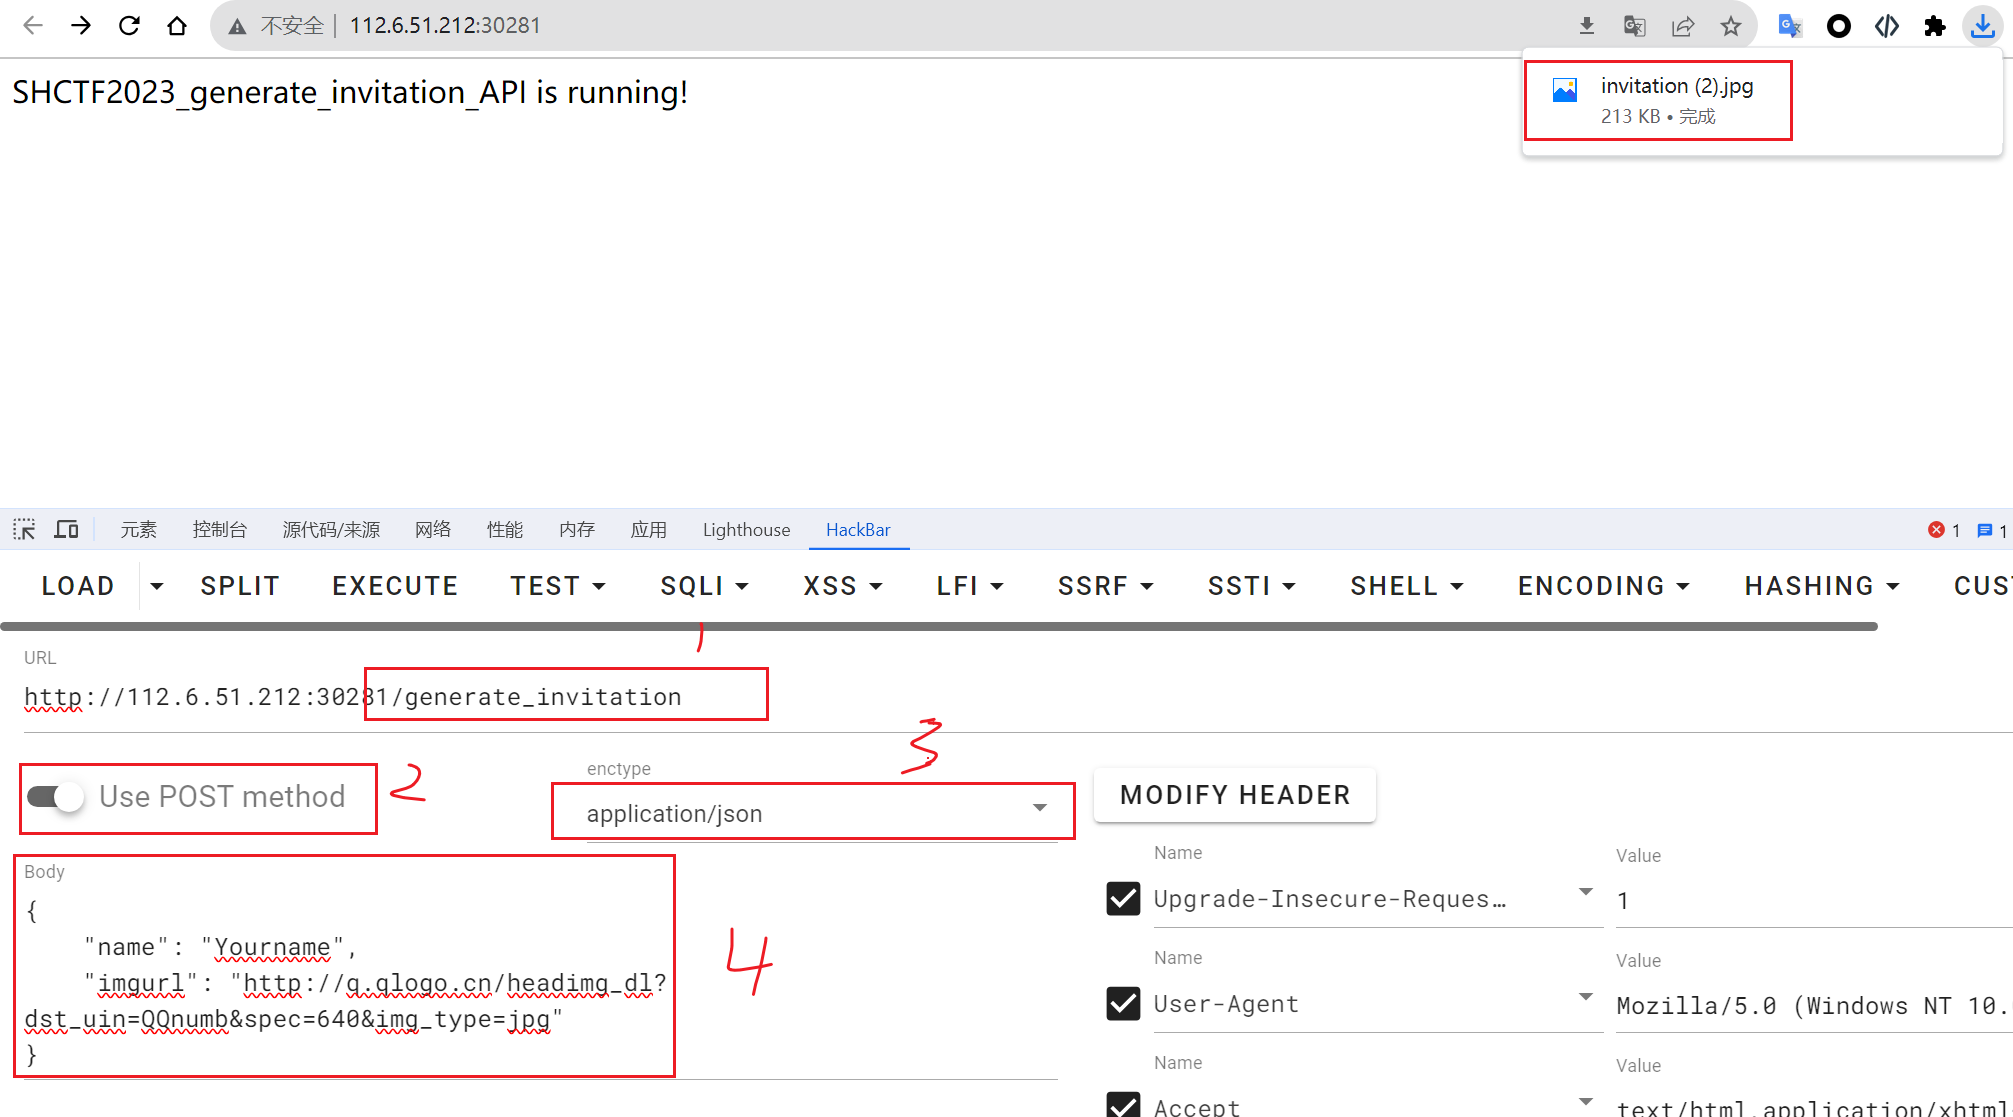 不安全 112.6.51.212:30281
invitation (2).jpg
213 KB • 完成
SHCTF2023_generate_invitation_API is running!
元素 控制台 源代码/来源 网络 性能 内存 应用 Lighthouse HackBar 1 1
LOAD SPLIT EXECUTE TEST SQLI XSS LFI SSRF SSTI SHELL ENCODING HASHING CUS
1
URL
http://112.6.51.212:30281/generate_invitation
Use POST method
2
enctype
application/json
3
MODIFY HEADER
Body
{
"name": "Yourname",
"imgurl": "http://q.qlogo.cn/headimg_dl?
dst_uin=QQnumb&spec=640&img_type=jpg"
}
4
Name Value
Upgrade-Insecure-Reques… 1
Name Value
User-Agent Mozilla/5.0 (Windows NT 10.
Name Value
Accept text/html,application/xhtml